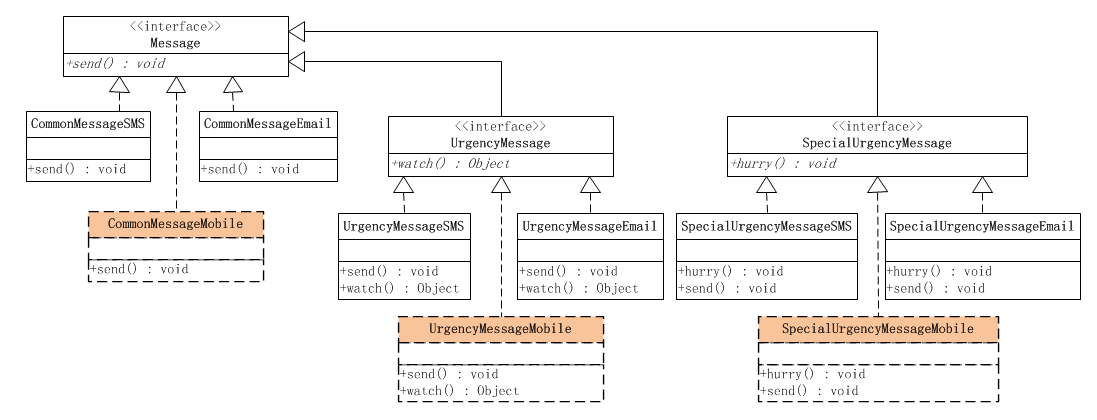 <<interface>>
Message
+send() : void
CommonMessageSMS
+send() : void
CommonMessageEmail
+send() : void
CommonMessageMobile
+send() : void
<<interface>>
UrgencyMessage
+watch() : Object
UrgencyMessageSMS
+send() : void
+watch() : Object
UrgencyMessageEmail
+send() : void
+watch() : Object
UrgencyMessageMobile
+send() : void
+watch() : Object
<<interface>>
SpecialUrgencyMessage
+hurry() : void
SpecialUrgencyMessageSMS
+hurry() : void
+send() : void
SpecialUrgencyMessageEmail
+hurry() : void
+send() : void
SpecialUrgencyMessageMobile
+hurry() : void
+send() : void